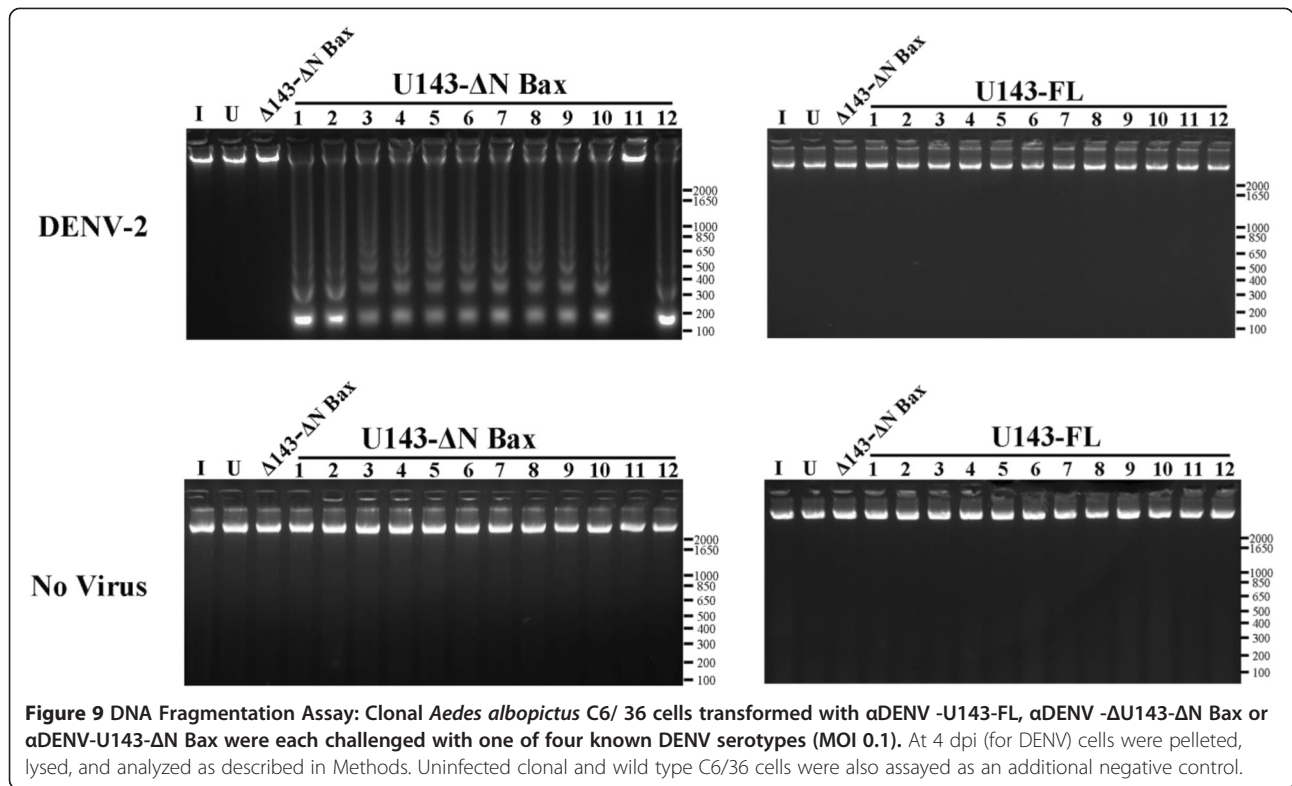 Δ143-ΔN Bax
U143-ΔN Bax
I U 1 2 3 4 5 6 7 8 9 10 11 12
2000
1650
1000
850
650
500
400
300
200
100
Δ143-ΔN Bax
U143-FL
I U 1 2 3 4 5 6 7 8 9 10 11 12
2000
1650
1000
850
650
500
400
300
200
100
DENV-2
Δ143-ΔN Bax
U143-ΔN Bax
I U 1 2 3 4 5 6 7 8 9 10 11 12
2000
1650
1000
850
650
500
400
300
200
100
Δ143-ΔN Bax
U143-FL
I U 1 2 3 4 5 6 7 8 9 10 11 12
2000
1650
1000
850
650
500
400
300
200
100
No Virus
Figure 9 DNA Fragmentation Assay: Clonal Aedes albopictus C6/ 36 cells transformed with αDENV -U143-FL, αDENV -ΔU143-ΔN Bax or
αDENV-U143-ΔN Bax were each challenged with one of four known DENV serotypes (MOI 0.1). At 4 dpi (for DENV) cells were pelleted,
lysed, and analyzed as described in Methods. Uninfected clonal and wild type C6/36 cells were also assayed as an additional negative control.